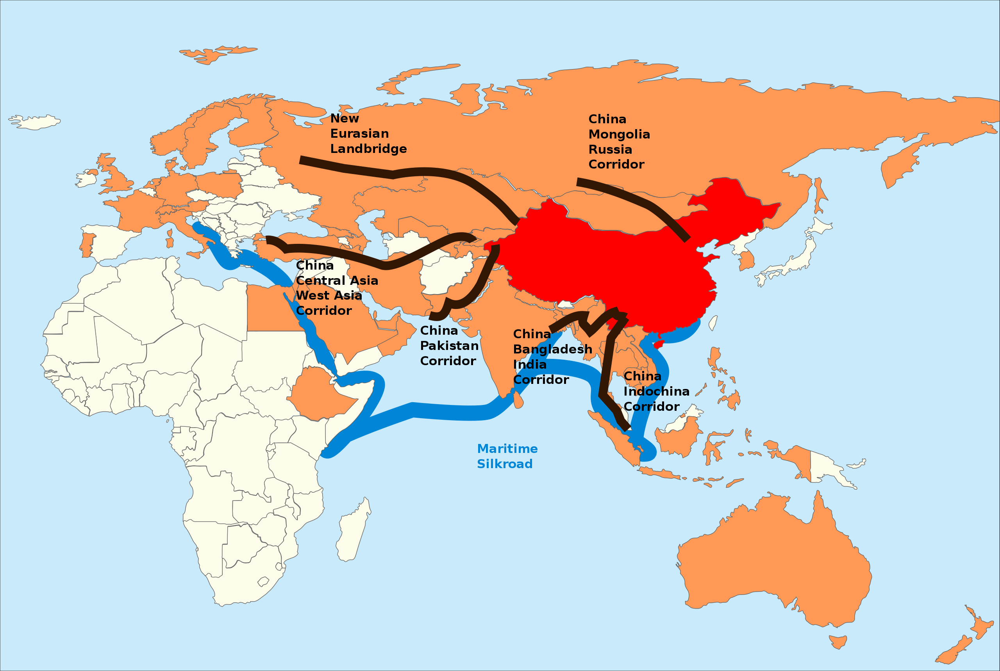 New
Eurasian
Landbridge
China
Mongolia
Russia
Corridor
China
Central Asia
West Asia
Corridor
China
Pakistan
Corridor
China
Bangladesh
India
Corridor
China
Indochina
Corridor
Maritime
Silkroad